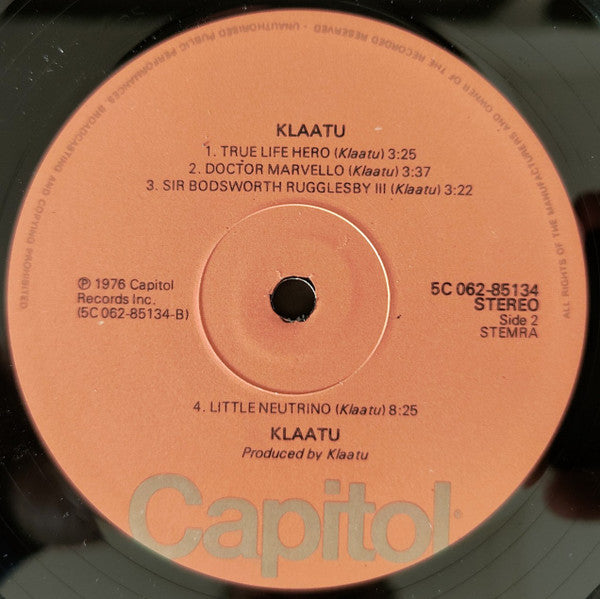 KLAATU
1. TRUE LIFE HERO (Klaatu) 3:25
2. DOCTOR MARVELLO (Klaatu) 3:37
3. SIR BODSWORTH RUGGLESBY III (Klaatu) 3:22
℗ 1976 Capitol
Records Inc.
(5C 062-85134-B)
5C 062-85134
STEREO
Side 2
STEMRA
4. LITTLE NEUTRINO (Klaatu) 8:25
KLAATU
Produced by Klaatu
Capitol®
ALL RIGHTS OF THE MANUFACTURERS AND OWNER OF THE RECORDED RESERVED - UNAUTHORISED PUBLIC PERFORMANCES BROADCASTING AND COPYING PROHIBITED